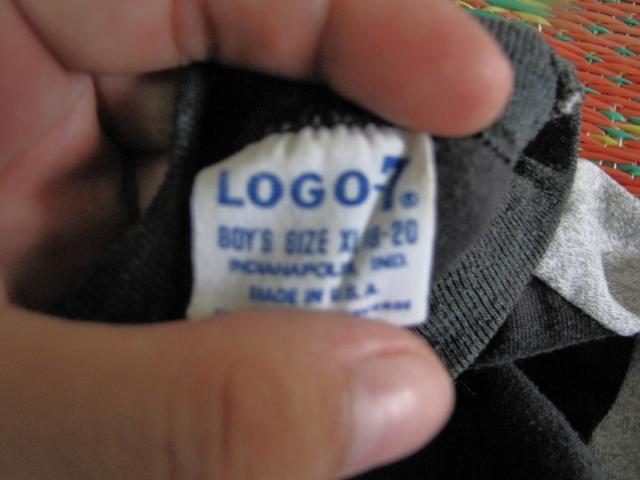 LOGO-7®
BOY'S SIZE XL 18-20
INDIANAPOLIS, IND.
MADE IN U.S.A